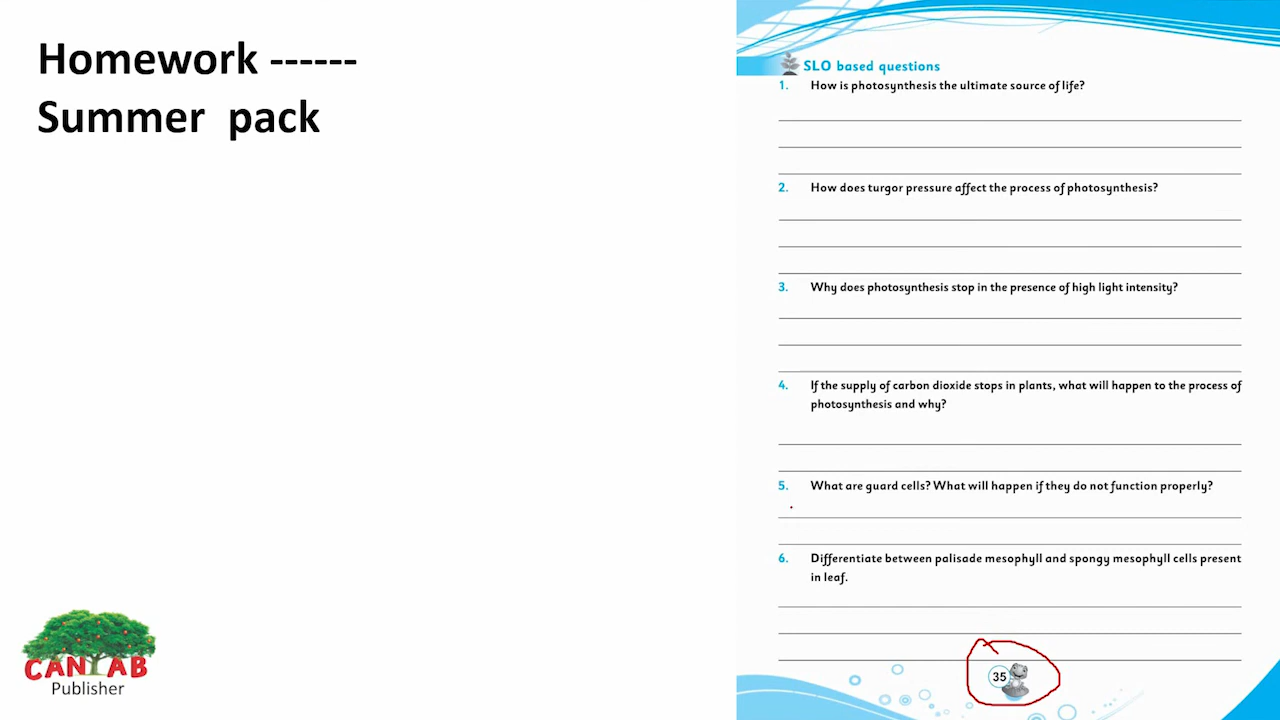 Homework ------
Summer pack
SLO based questions
1. How is photosynthesis the ultimate source of life?
2. How does turgor pressure affect the process of photosynthesis?
3. Why does photosynthesis stop in the presence of high light intensity?
4. If the supply of carbon dioxide stops in plants, what will happen to the process of
photosynthesis and why?
5. What are guard cells? What will happen if they do not function properly?
6. Differentiate between palisade mesophyll and spongy mesophyll cells present
in leaf.
35
CANTAB
Publisher